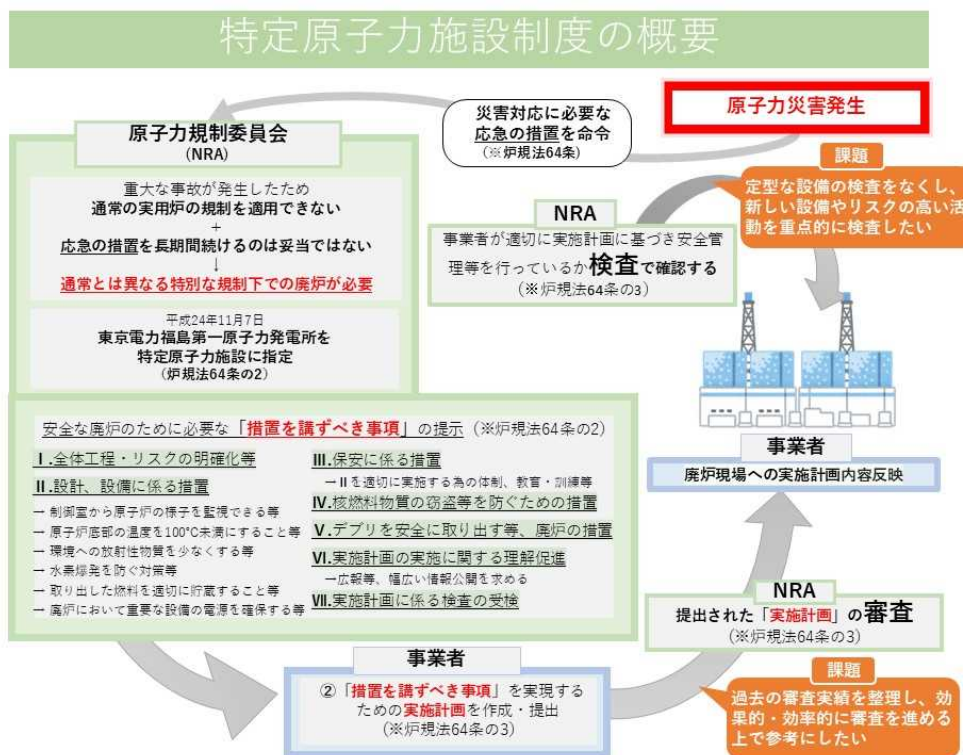 特定原子力施設制度の概要
原子力災害発生
災害対応に必要な
応急の措置を命令
(※炉規法64条)
原子力規制委員会
(NRA)
重大な事故が発生したため
通常の実用炉の規制を適用できない
+
応急の措置を長期間続けるのは妥当ではない
↓
通常とは異なる特別な規制下での廃炉が必要
平成24年11月7日
東京電力福島第一原子力発電所を
特定原子力施設に指定
(炉規法64条の2)
安全な廃炉のために必要な「措置を講ずべき事項」の提示(※炉規法64条の2)
Ⅰ.全体工程・リスクの明確化等
Ⅱ.設計、設備に係る措置
→ 制御室から原子炉の様子を監視できる等
→ 原子炉底部の温度を100℃未満にすること等
→ 環境への放射性物質を少なくする等
→ 水素爆発を防ぐ対策等
→ 取り出した燃料を適切に貯蔵すること等
→ 廃炉において重要な設備の電源を確保する等
Ⅲ.保安に係る措置
→ Ⅱを適切に実施する為の体制、教育・訓練等
Ⅳ.核燃料物質の窃盗等を防ぐための措置
Ⅴ.デブリを安全に取り出す等、廃炉の措置
Ⅵ.実施計画の実施に関する理解促進
→広報等、幅広い情報公開を求める
Ⅶ.実施計画に係る検査の受検
事業者
②「措置を講ずべき事項」を実現する
ための実施計画を作成・提出
(※炉規法64条の3)
NRA
提出された「実施計画」の審査
(※炉規法64条の3)
課題
過去の審査実績を整理し、効
果的・効率的に審査を進める
上で参考にしたい
事業者
廃炉現場への実施計画内容反映
NRA
事業者が適切に実施計画に基づき安全管
理等を行っているか検査で確認する
(※炉規法64条の3)
課題
定型な設備の検査をなくし、
新しい設備やリスクの高い活
動を重点的に検査したい